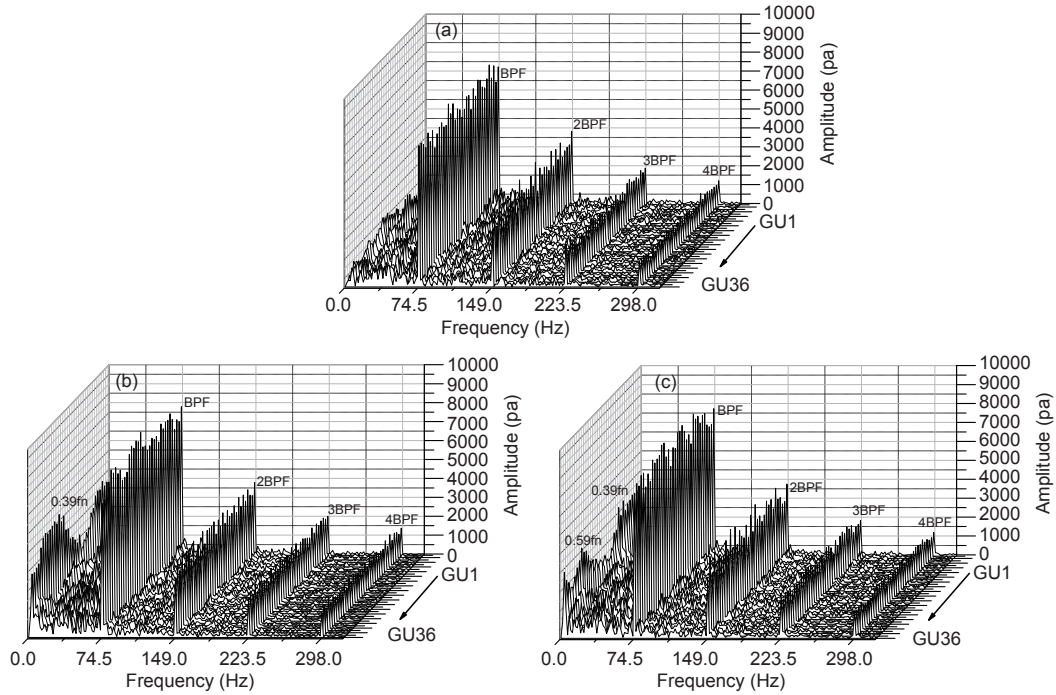 (a)
BPF
2BPF
3BPF
4BPF
10000
9000
8000
7000
6000
5000
4000
3000
2000
1000
0
Amplitude (pa)
GU1
GU36
0.0 74.5 149.0 223.5 298.0
Frequency (Hz)
(b)
BPF
0.39fn
2BPF
3BPF
4BPF
10000
9000
8000
7000
6000
5000
4000
3000
2000
1000
0
Amplitude (pa)
GU1
GU36
0.0 74.5 149.0 223.5 298.0
Frequency (Hz)
(c)
BPF
0.39fn
0.59fn
2BPF
3BPF
4BPF
10000
9000
8000
7000
6000
5000
4000
3000
2000
1000
0
Amplitude (pa)
GU1
GU36
0.0 74.5 149.0 223.5 298.0
Frequency (Hz)